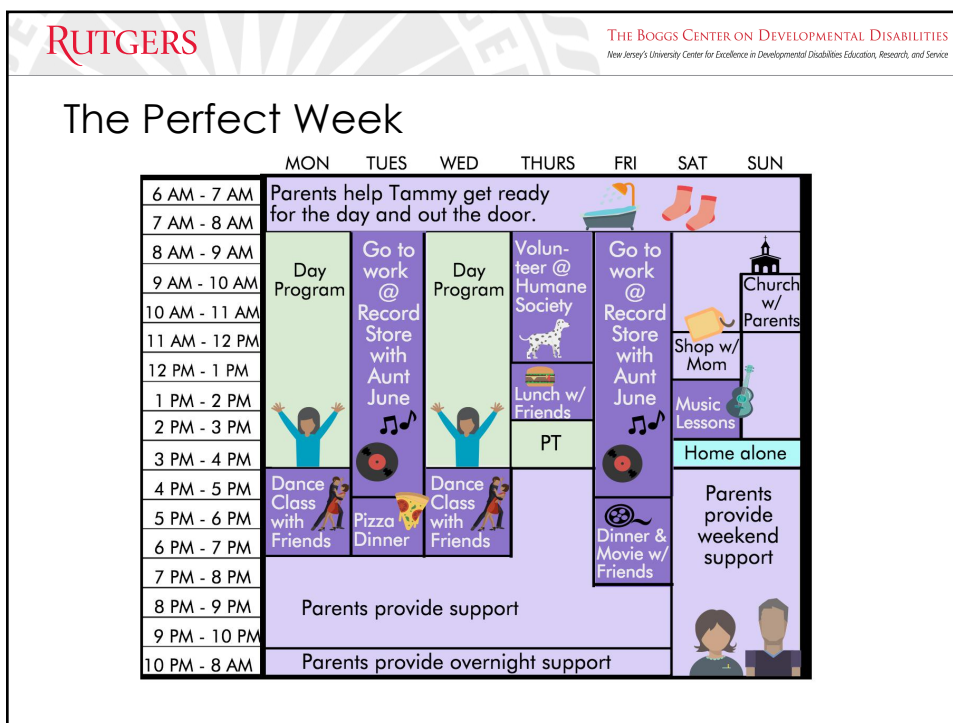 RUTGERS
THE BOGGS CENTER ON DEVELOPMENTAL DISABILITIES
New Jersey's University Center for Excellence in Developmental Disabilities Education, Research, and Service
The Perfect Week
MON TUES WED THURS FRI SAT SUN
6 AM - 7 AM
7 AM - 8 AM
8 AM - 9 AM
9 AM - 10 AM
10 AM - 11 AM
11 AM - 12 PM
12 PM - 1 PM
1 PM - 2 PM
2 PM - 3 PM
3 PM - 4 PM
4 PM - 5 PM
5 PM - 6 PM
6 PM - 7 PM
7 PM - 8 PM
8 PM - 9 PM
9 PM - 10 PM
10 PM - 8 AM
Parents help Tammy get ready
for the day and out the door.
Day
Program
Dance
Class
with
Friends
Go to
work
@
Record
Store
with
Aunt
June
Pizza
Dinner
Day
Program
Dance
Class
with
Friends
Volun-
teer @
Humane
Society
Lunch w/
Friends
PT
Go to
work
@
Record
Store
with
Aunt
June
Dinner &
Movie w/
Friends
Shop w/
Mom
Music
Lessons
Church
w/
Parents
Home alone
Parents
provide
weekend
support
Parents provide support
Parents provide overnight support